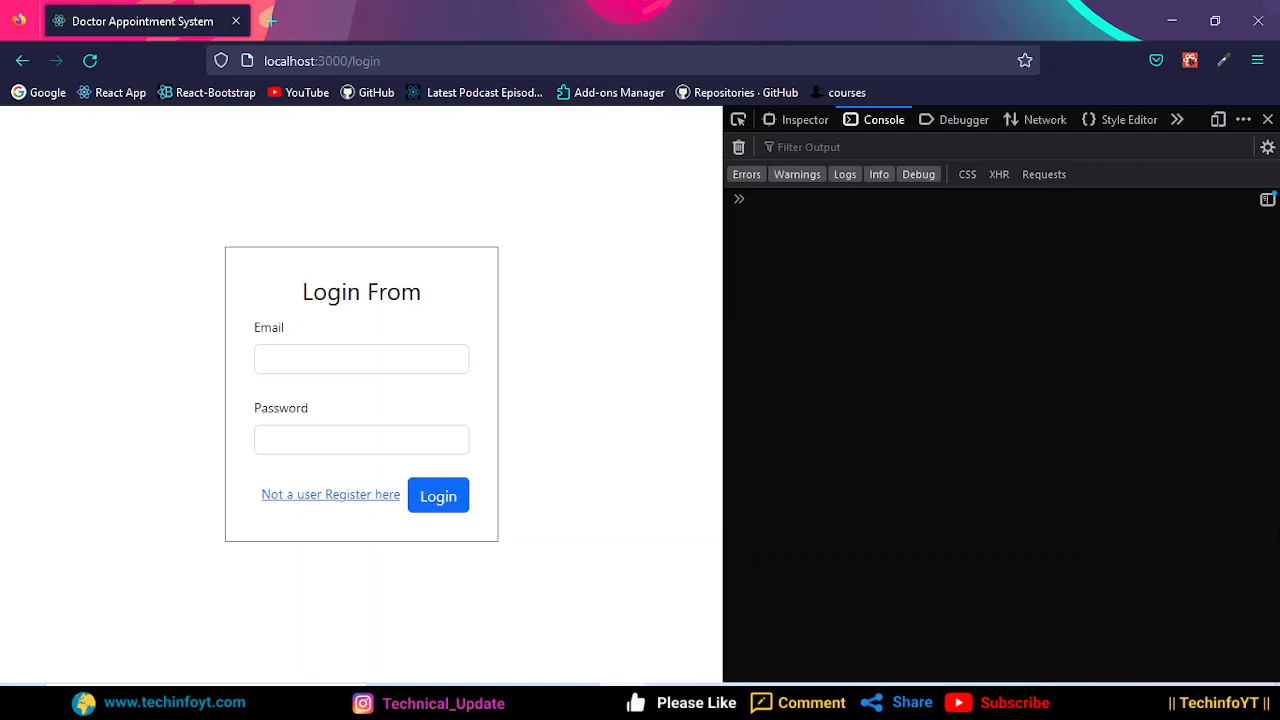 Doctor Appointment System
localhost:3000/login
Google React App React-Bootstrap YouTube GitHub Latest Podcast Episod... Add-ons Manager Repositories · GitHub courses
Inspector Console Debugger Network Style Editor
Filter Output
Errors Warnings Logs Info Debug CSS XHR Requests
Login From
Email
Password
Not a user Register here Login
www.techinfoyt.com Technical_Update Please Like Comment Share Subscribe || TechinfoYT ||